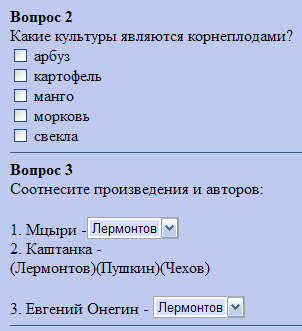 Вопрос 2
Какие культуры являются корнеплодами?
арбуз
картофель
манго
морковь
свекла
Вопрос 3
Соотнесите произведения и авторов:
1. Мцыри - Лермонтов
2. Каштанка -
(Лермонтов)(Пушкин)(Чехов)
3. Евгений Онегин - Лермонтов